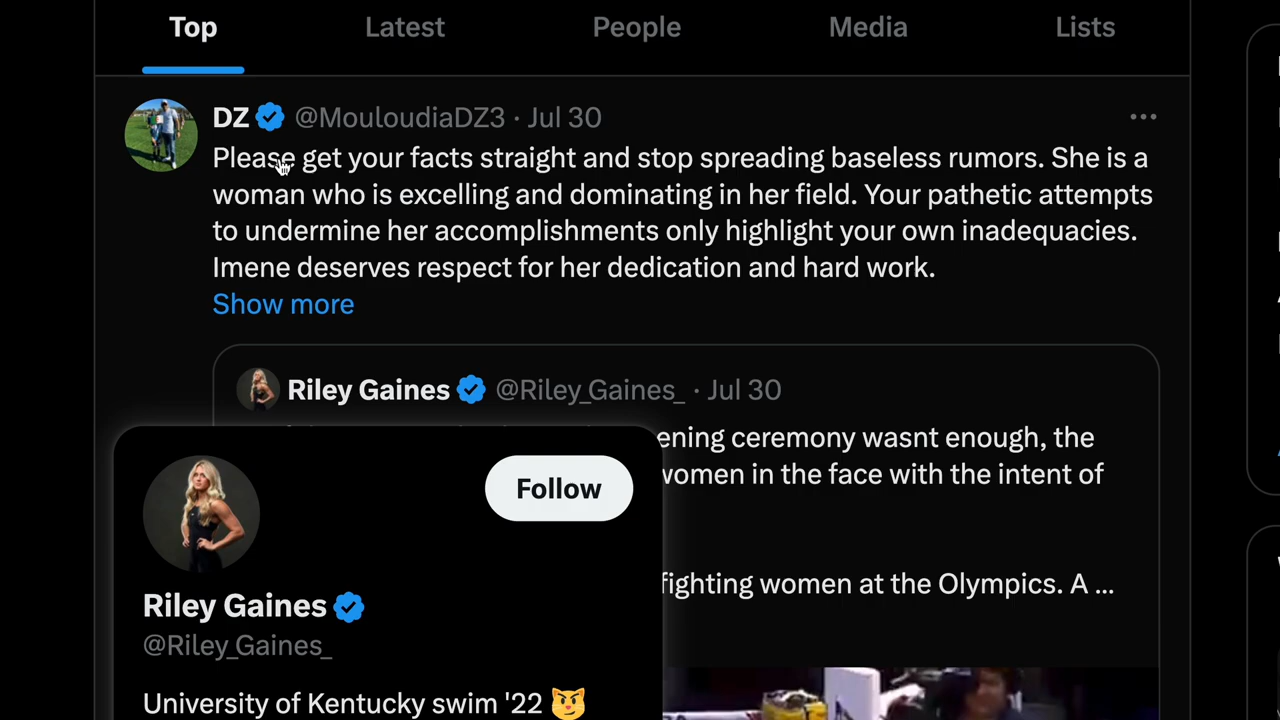 Top Latest People Media Lists
DZ @MouloudiaDZ3 · Jul 30 ...
Please get your facts straight and stop spreading baseless rumors. She is a
woman who is excelling and dominating in her field. Your pathetic attempts
to undermine her accomplishments only highlight your own inadequacies.
Imene deserves respect for her dedication and hard work.
Show more
Riley Gaines @Riley_Gaines_ · Jul 30
ceremony wasnt enough, the
women in the face with the intent of
fighting women at the Olympics. A ...
Follow
Riley Gaines
@Riley_Gaines_
University of Kentucky swim '22 😈